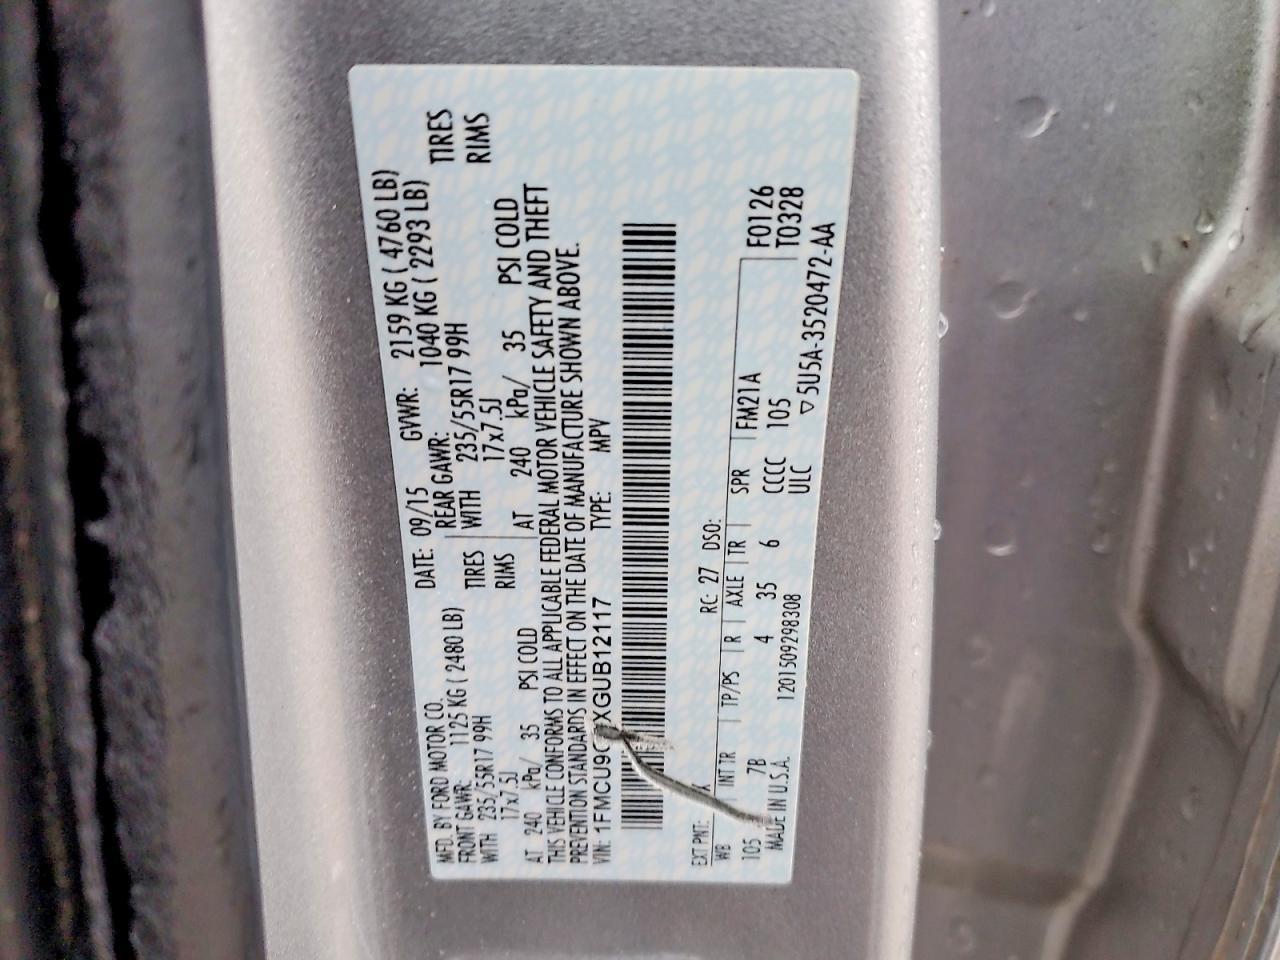 MFD. BY FORD MOTOR CO.
DATE: 09/15 GVWR: 2159 KG ( 4760 LB)
FRONT GAWR: 1125 KG ( 2480 LB)
REAR GAWR: 1040 KG ( 2293 LB)
WITH 235/55R17 99H TIRES
WITH 235/55R17 99H TIRES
17x7.5J RIMS
17x7.5J RIMS
AT 240 kPa/ 35 PSI COLD
AT 240 kPa/ 35 PSI COLD
THIS VEHICLE CONFORMS TO ALL APPLICABLE FEDERAL MOTOR VEHICLE SAFETY AND THEFT
PREVENTION STANDARDS IN EFFECT ON THE DATE OF MANUFACTURE SHOWN ABOVE.
VIN: 1FMCU9 XGUB12117 TYPE: MPV
EXT PNT: RC: 27 DSO:
WB INT TR TP/PS R AXLE TR SPR FM21A F0126
105 7B 4 35 6 CCCC 105 T0328
MADE IN U.S.A. 1201509298308 ULC ▽5U5A-3520472-AA